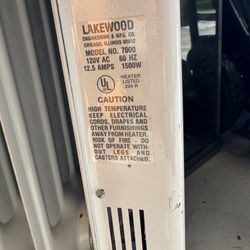 LAKEWOOD
ENGINEERING & MFG. CO.
CHICAGO, ILLINOIS 60612
MODEL NO. 7000
120V AC 60 HZ
12.5 AMPS 1500W
UL
HEATER
LISTED
234 R
CAUTION
HIGH TEMPERATURE
KEEP ELECTRICAL
CORDS, DRAPES AND
OTHER FURNISHINGS
AWAY FROM HEATER.
RISK OF FIRE - DO
NOT OPERATE WITH-
OUT LEGS AND
CASTERS ATTACHED.